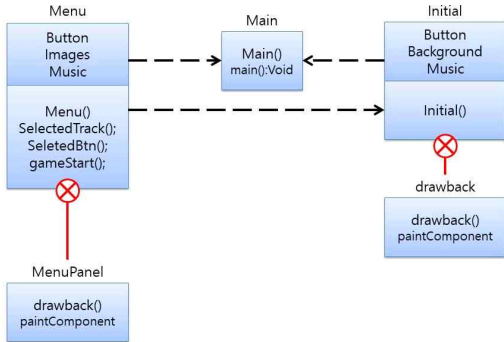 Menu
Button
Images
Music
Menu()
SelectedTrack();
SeletedBtn();
gameStart();
MenuPanel
drawback()
paintComponent
Main
Main()
main():Void
Initial
Button
Background
Music
Initial()
drawback
drawback()
paintComponent